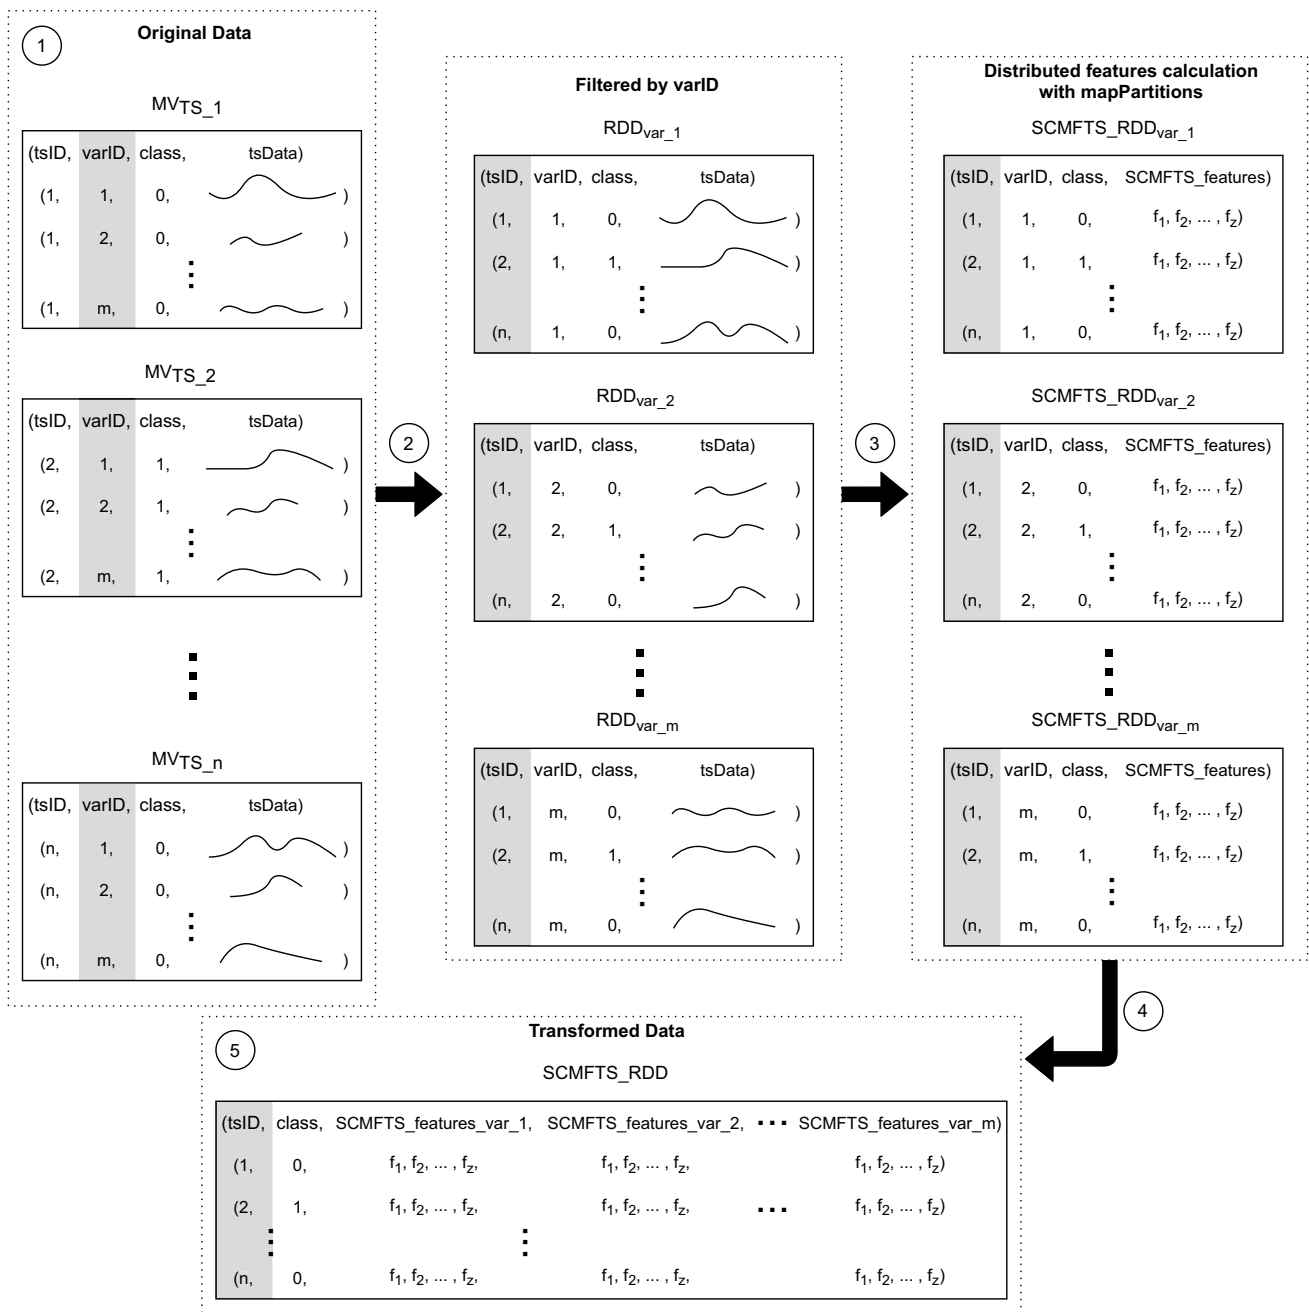 1
Original Data
MVTS_1
(tsID, varID, class, tsData)
(1, 1, 0, )
(1, 2, 0, )
(1, m, 0, )
MVTS_2
(tsID, varID, class, tsData)
(2, 1, 1, )
(2, 2, 1, )
(2, m, 1, )
MVTS_n
(tsID, varID, class, tsData)
(n, 1, 0, )
(n, 2, 0, )
(n, m, 0, )
2
Filtered by varID
RDDvar_1
(tsID, varID, class, tsData)
(1, 1, 0, )
(2, 1, 1, )
(n, 1, 0, )
RDDvar_2
(tsID, varID, class, tsData)
(1, 2, 0, )
(2, 2, 1, )
(n, 2, 0, )
RDDvar_m
(tsID, varID, class, tsData)
(1, m, 0, )
(2, m, 1, )
(n, m, 0, )
3
Distributed features calculation
with mapPartitions
SCMFTS_RDDvar_1
(tsID, varID, class, SCMFTS_features)
(1, 1, 0, f1, f2, ... , fz)
(2, 1, 1, f1, f2, ... , fz)
(n, 1, 0, f1, f2, ... , fz)
SCMFTS_RDDvar_2
(tsID, varID, class, SCMFTS_features)
(1, 2, 0, f1, f2, ... , fz)
(2, 2, 1, f1, f2, ... , fz)
(n, 2, 0, f1, f2, ... , fz)
SCMFTS_RDDvar_m
(tsID, varID, class, SCMFTS_features)
(1, m, 0, f1, f2, ... , fz)
(2, m, 1, f1, f2, ... , fz)
(n, m, 0, f1, f2, ... , fz)
4
5
Transformed Data
SCMFTS_RDD
(tsID, class, SCMFTS_features_var_1, SCMFTS_features_var_2, ... SCMFTS_features_var_m)
(1, 0, f1, f2, ... , fz, f1, f2, ... , fz, f1, f2, ... , fz)
(2, 1, f1, f2, ... , fz, f1, f2, ... , fz, ... f1, f2, ... , fz)
(n, 0, f1, f2, ... , fz, f1, f2, ... , fz, f1, f2, ... , fz)